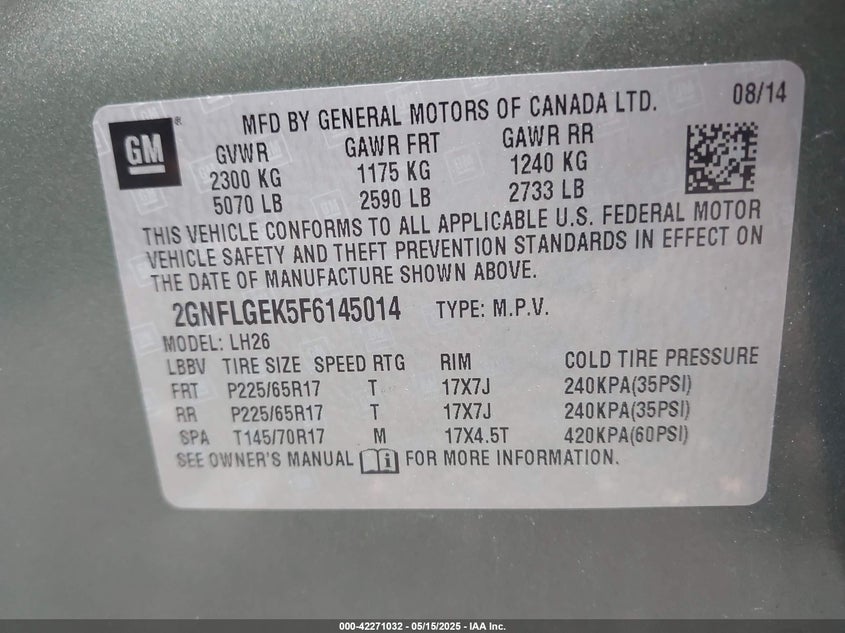 GM
MFD BY GENERAL MOTORS OF CANADA LTD. 08/14
GVWR GAWR FRT GAWR RR
2300 KG 1175 KG 1240 KG
5070 LB 2590 LB 2733 LB
THIS VEHICLE CONFORMS TO ALL APPLICABLE U.S. FEDERAL MOTOR
VEHICLE SAFETY AND THEFT PREVENTION STANDARDS IN EFFECT ON
THE DATE OF MANUFACTURE SHOWN ABOVE.
2GNFLGEK5F6145014 TYPE: M.P.V.
MODEL: LH26
LBBV TIRE SIZE SPEED RTG RIM COLD TIRE PRESSURE
FRT P225/65R17 T 17X7J 240KPA(35PSI)
RR P225/65R17 T 17X7J 240KPA(35PSI)
SPA T145/70R17 M 17X4.5T 420KPA(60PSI)
SEE OWNER'S MANUAL i FOR MORE INFORMATION.
000-42271032 - 05/15/2025 - IAA Inc.